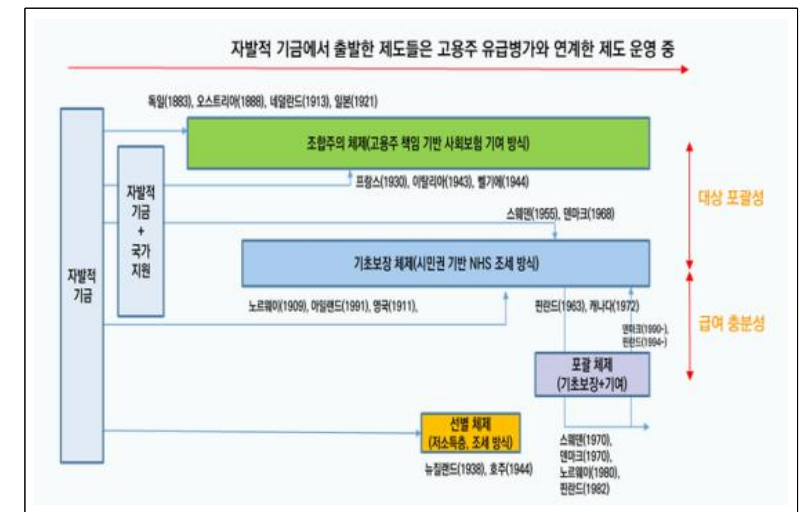 자발적 기금에서 출발한 제도들은 고용주 유급병가와 연계한 제도 운영 중
독일(1883), 오스트리아(1888), 네덜란드(1913), 일본(1921)
조합주의 체제(고용주 책임 기반 사회보험 기여 방식)
프랑스(1930), 이탈리아(1943), 벨기에(1944)
자발적
기금
+
국가
지원
대상 포괄성
스웨덴(1955), 덴마크(1968)
자발적
기금
기초보장 체제(시민권 기반 NHS 조세 방식)
노르웨이(1909), 아일랜드(1991), 영국(1911),
핀란드(1963), 캐나다(1972)
덴마크(1990~),
핀란드(1994~)
급여 충분성
포괄 체제
(기초보장+기여)
선별 체제
(저소득층, 조세 방식)
뉴질랜드(1938), 호주(1944)
스웨덴(1970),
덴마크(1970),
노르웨이(1980),
핀란드(1982)